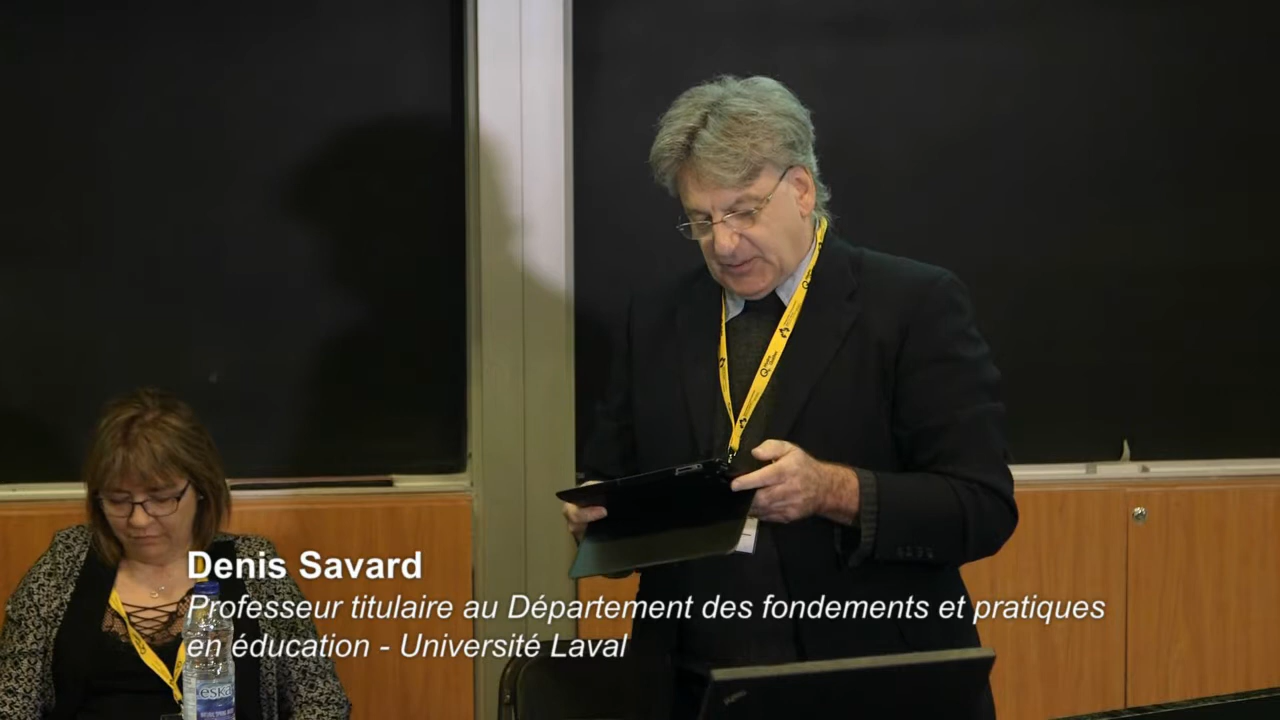 Denis Savard
Professeur titulaire au Département des fondements et pratiques
en éducation - Université Laval
eska